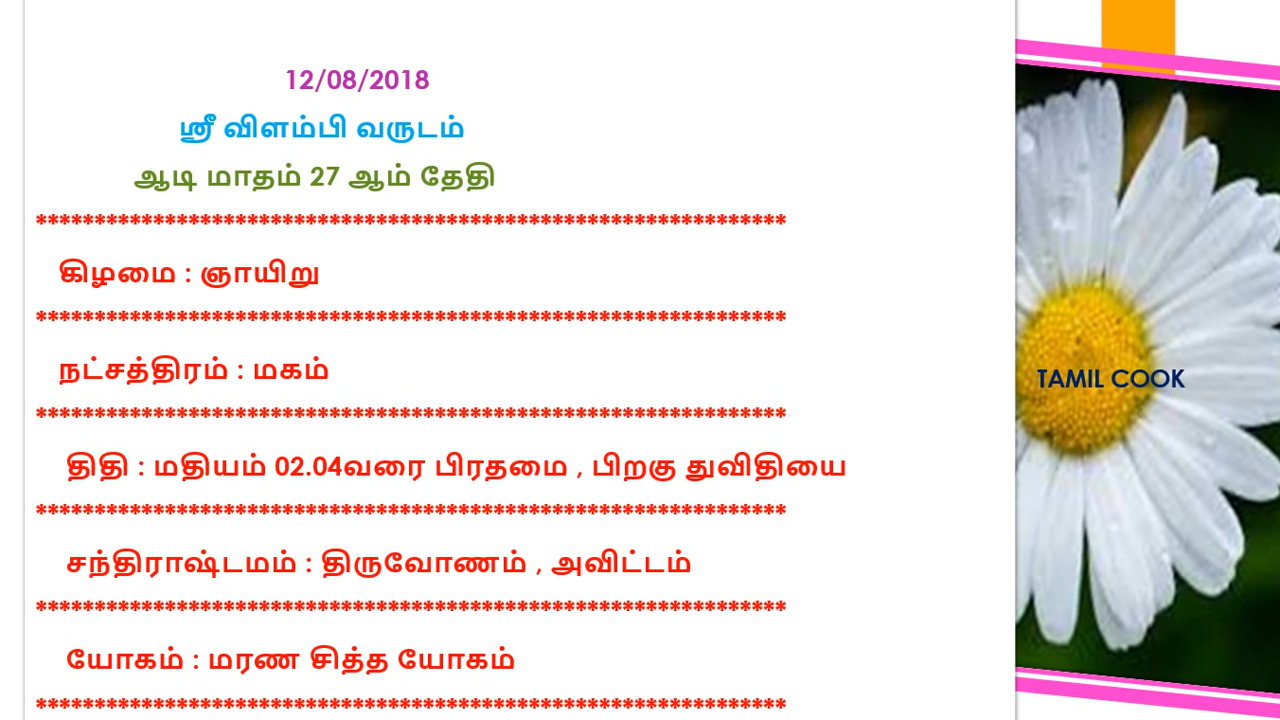 12/08/2018
ஸ்ரீ விளம்பி வருடம்
ஆடி மாதம் 27 ஆம் தேதி
****************************************************************
கிழமை : ஞாயிறு
****************************************************************
நட்சத்திரம் : மகம்
****************************************************************
திதி : மதியம் 02.04வரை பிரதமை , பிறகு துவிதியை
****************************************************************
சந்திராஷ்டமம் : திருவோணம் , அவிட்டம்
****************************************************************
யோகம் : மரண சித்த யோகம்
****************************************************************
TAMIL COOK